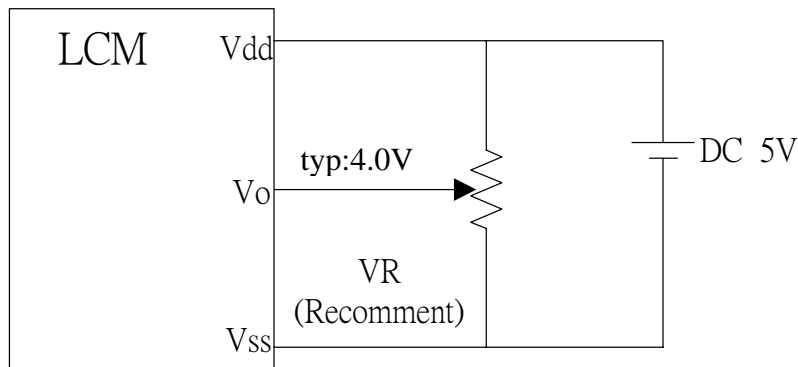 LCM
Vdd
typ:4.0V
DC 5V
Vo
VR
(Recomment)
Vss